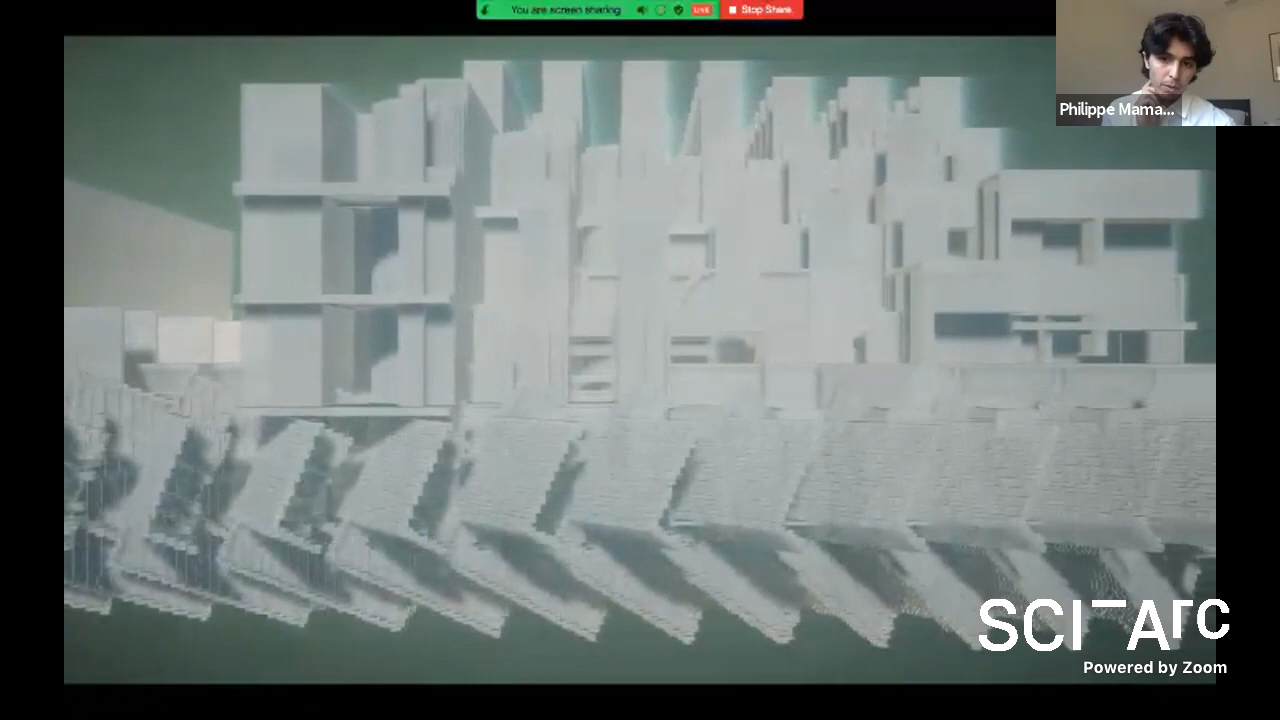 You are screen sharing
LIVE
Stop Share
Philippe Mama...
SCI-Arc
Powered by Zoom